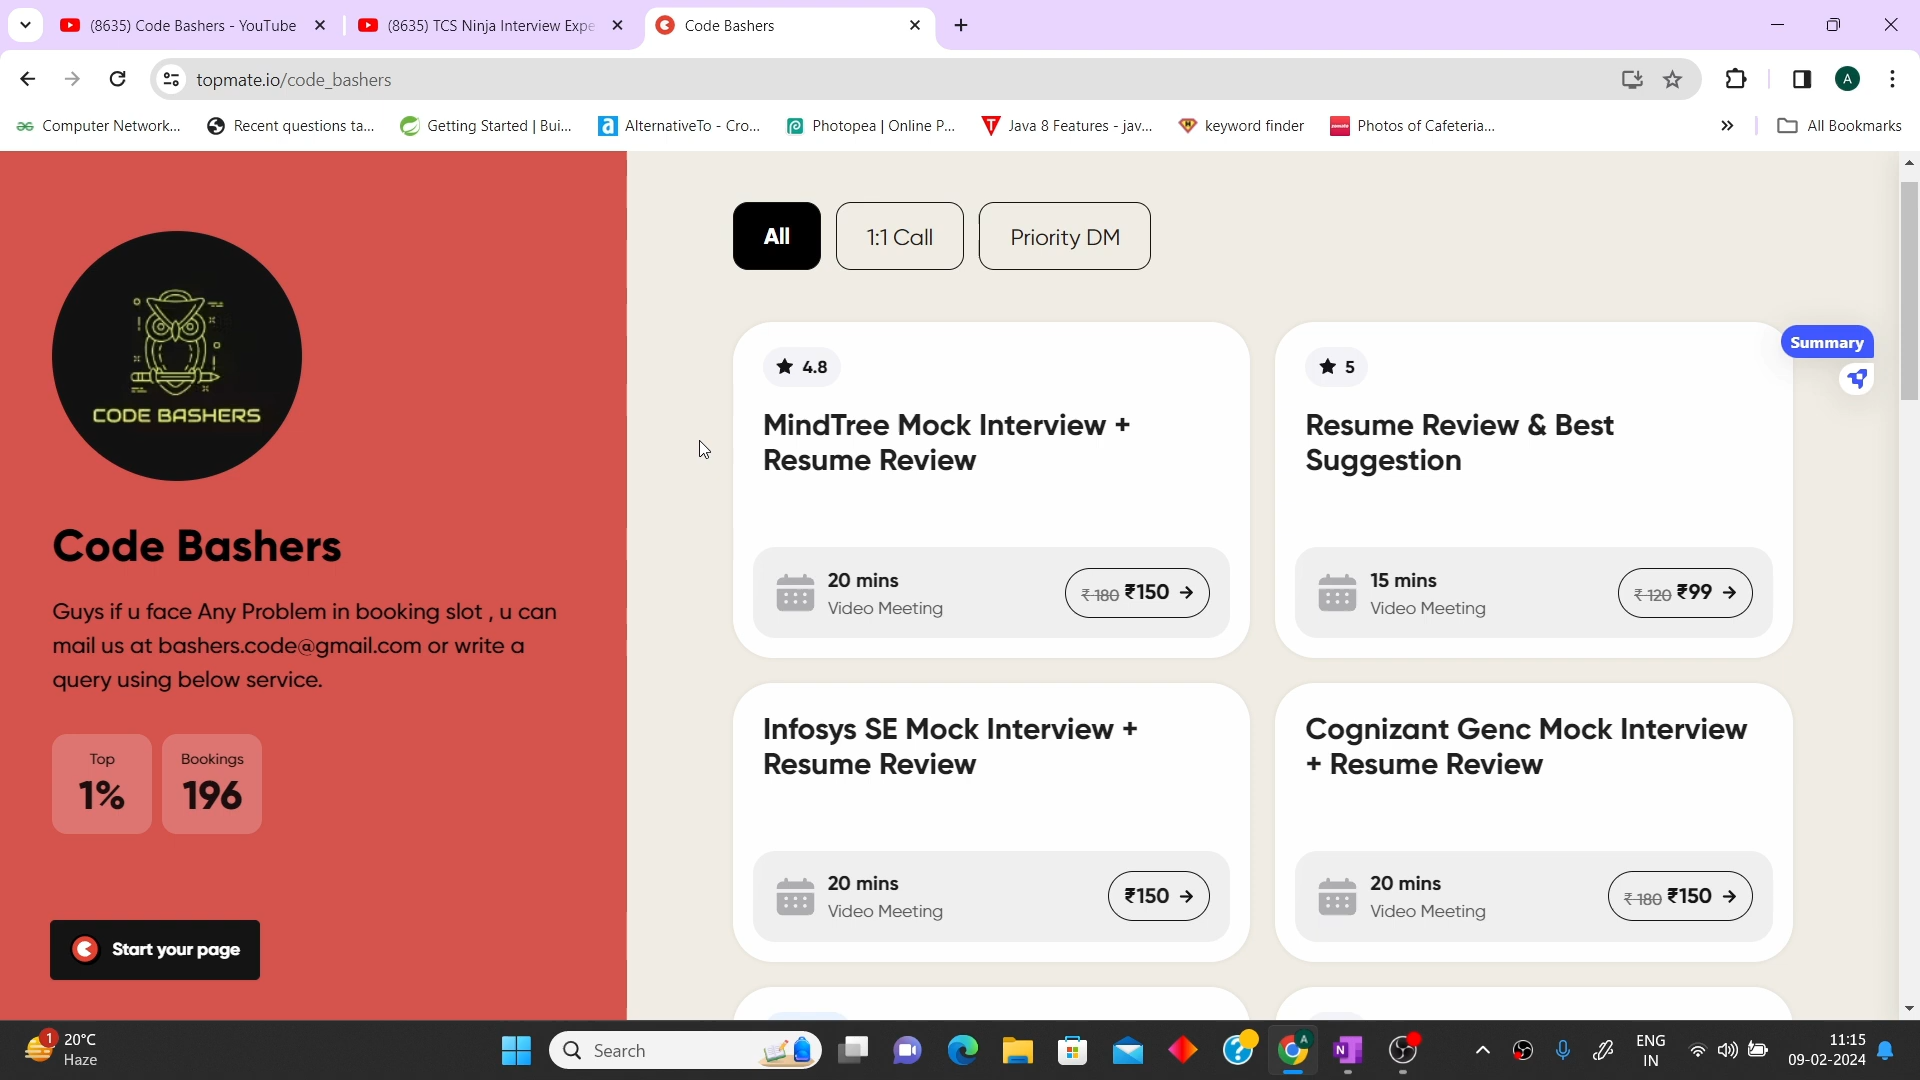 (8635) Code Bashers - YouTube
(8635) TCS Ninja Interview Expe
Code Bashers
topmate.io/code_bashers
A
Computer Network...
Recent questions ta...
Getting Started | Bui...
AlternativeTo - Cro...
Photopea | Online P...
Java 8 Features - jav...
keyword finder
Photos of Cafeteria...
»
All Bookmarks
CODE BASHERS
Code Bashers
Guys if u face Any Problem in booking slot , u can
mail us at bashers.code@gmail.com or write a
query using below service.
Top
1%
Bookings
196
Start your page
All
1:1 Call
Priority DM
Summary
★ 4.8
MindTree Mock Interview +
Resume Review
20 mins
Video Meeting
₹ 180 ₹150 →
★ 5
Resume Review & Best
Suggestion
15 mins
Video Meeting
₹ 120 ₹99 →
Infosys SE Mock Interview +
Resume Review
20 mins
Video Meeting
₹150 →
Cognizant Genc Mock Interview
+ Resume Review
20 mins
Video Meeting
₹ 180 ₹150 →
1
20°C
Haze
Search
ENG
IN
11:15
09-02-2024